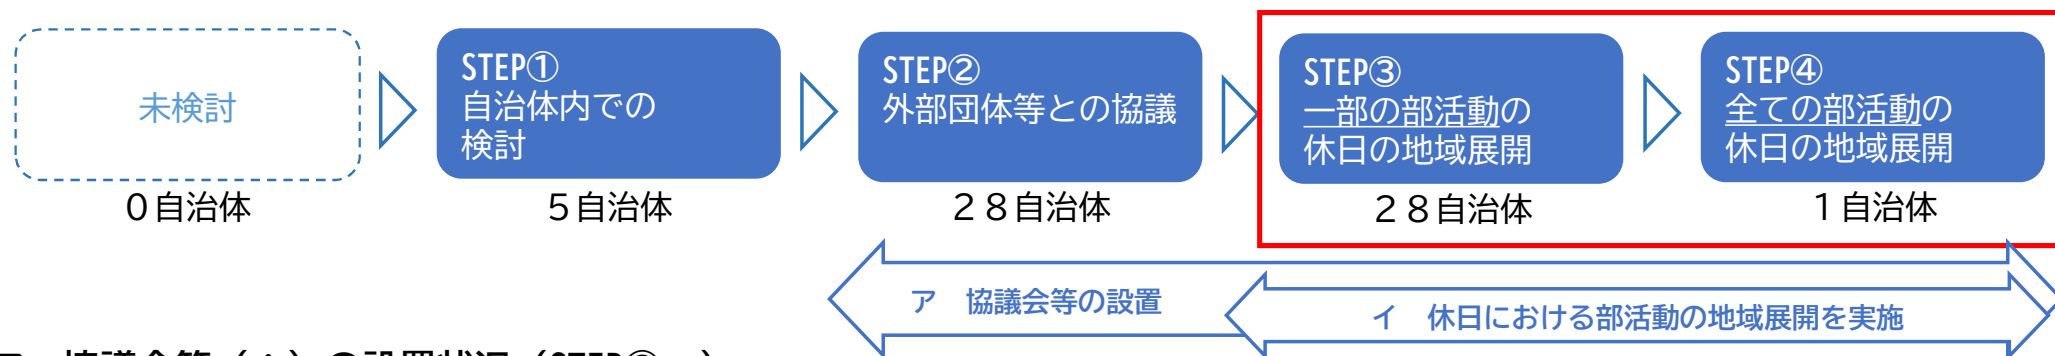 未検討
０自治体
STEP①
自治体内での
検討
５自治体
STEP②
外部団体等との協議
２８自治体
STEP③
一部の部活動の
休日の地域展開
２８自治体
STEP④
全ての部活動の
休日の地域展開
１自治体
ア　協議会等の設置
イ　休日における部活動の地域展開を実施